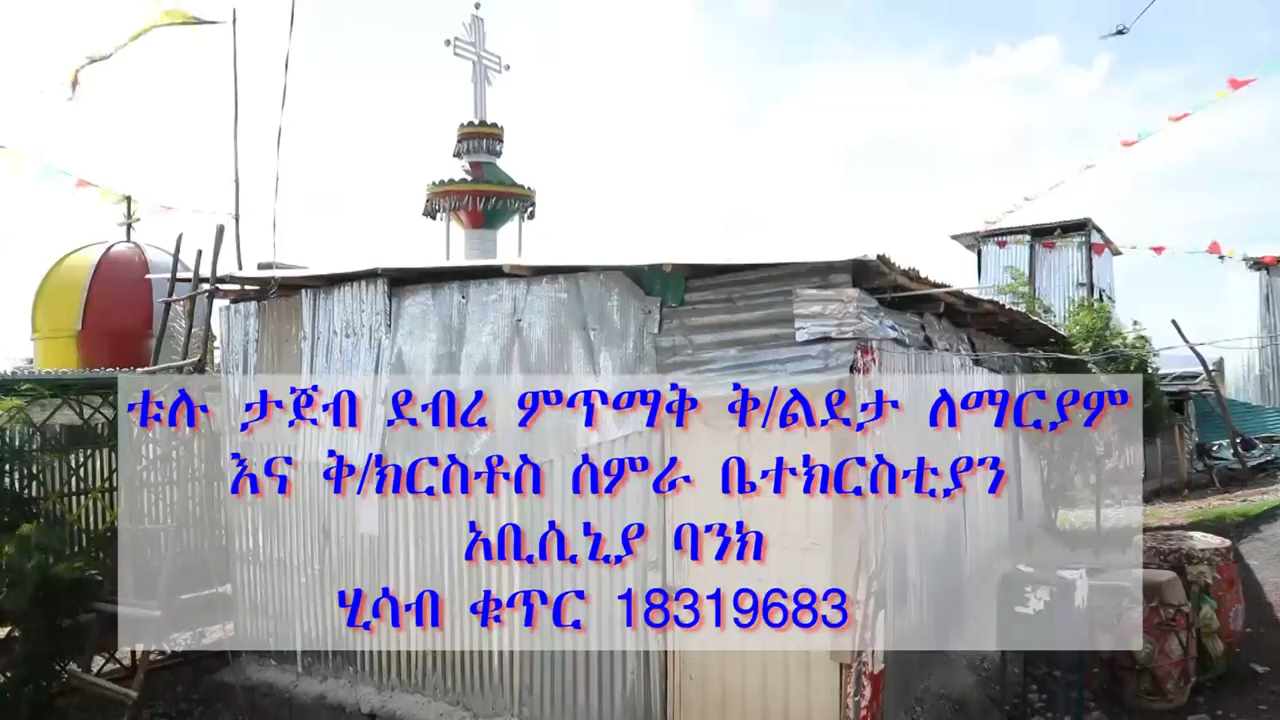 ቱሉ ታጀብ ደብረ ምጥማቅ ቅ/ልደታ ለማርያም
እና ቅ/ክርስቶስ ሰምራ ቤተክርስቲያን
አቢሲኒያ ባንክ
ሂሳብ ቁጥር 18319683